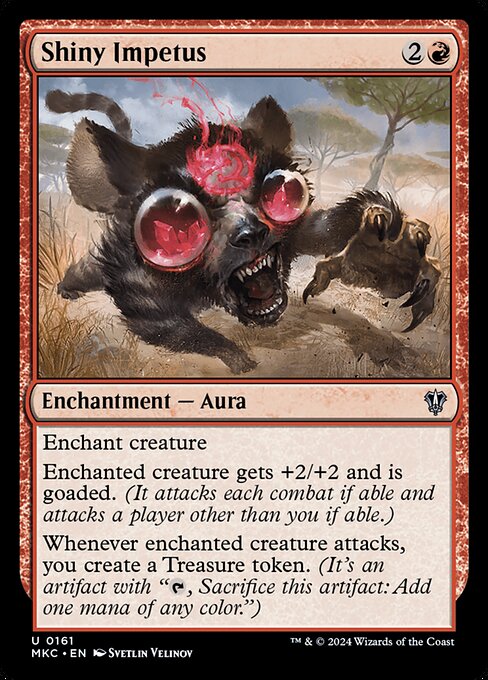 Shiny Impetus 2
Enchantment — Aura
Enchant creature
Enchanted creature gets +2/+2 and is
goaded. (It attacks each combat if able and
attacks a player other than you if able.)
Whenever enchanted creature attacks,
you create a Treasure token. (It's an
artifact with “, Sacrifice this artifact: Add
one mana of any color.”)
U 0161
MKC • EN Svetlin Velinov
™ & © 2024 Wizards of the Coast